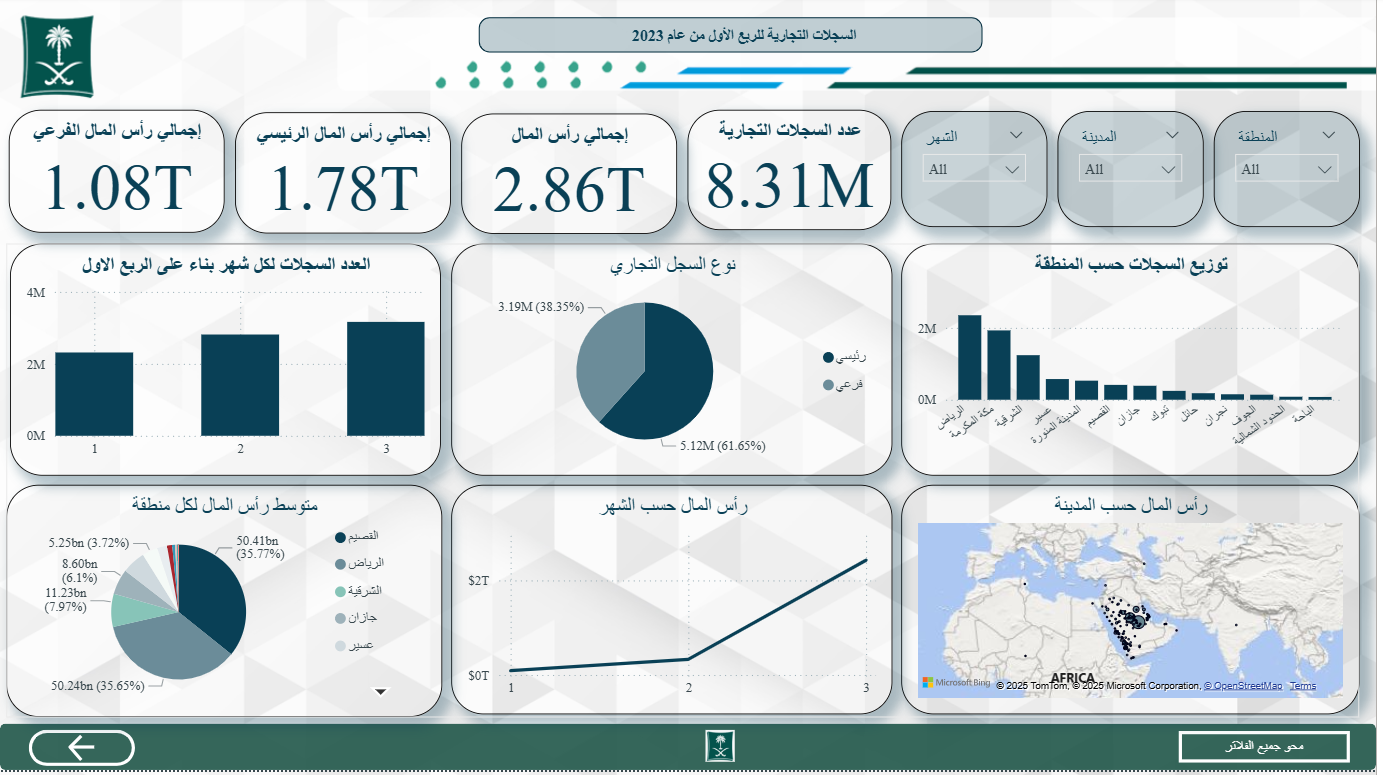 السجلات التجارية للربع الأول من عام 2023
المنطقة
All
المدينة
All
الشهر
All
عدد السجلات التجارية
8.31M
إجمالي رأس المال
2.86T
إجمالي رأس المال الرئيسي
1.78T
إجمالي رأس المال الفرعي
1.08T
توزيع السجلات حسب المنطقة
2M
0M
الرياض
مكة المكرمة
الشرقية
عسير
المدينة المنورة
القصيم
جازان
تبوك
حائل
نجران
الجوف
الحدود الشمالية
الباحة
نوع السجل التجاري
3.19M (38.35%)
5.12M (61.65%)
رئيسي
فرعي
العدد السجلات لكل شهر بناء على الربع الاول
4M
2M
0M
1
2
3
رأس المال حسب المدينة
AFRICA
Microsoft Bing
© 2025 TomTom, © 2025 Microsoft Corporation, © OpenStreetMap Terms
رأس المال حسب الشهر
$2T
$0T
1
2
3
متوسط رأس المال لكل منطقة
50.41bn
(35.77%)
5.25bn (3.72%)
8.60bn
(6.1%)
11.23bn
(7.97%)
50.24bn (35.65%)
القصيم
الرياض
الشرقية
جازان
عسير
محو جميع الفلاتر